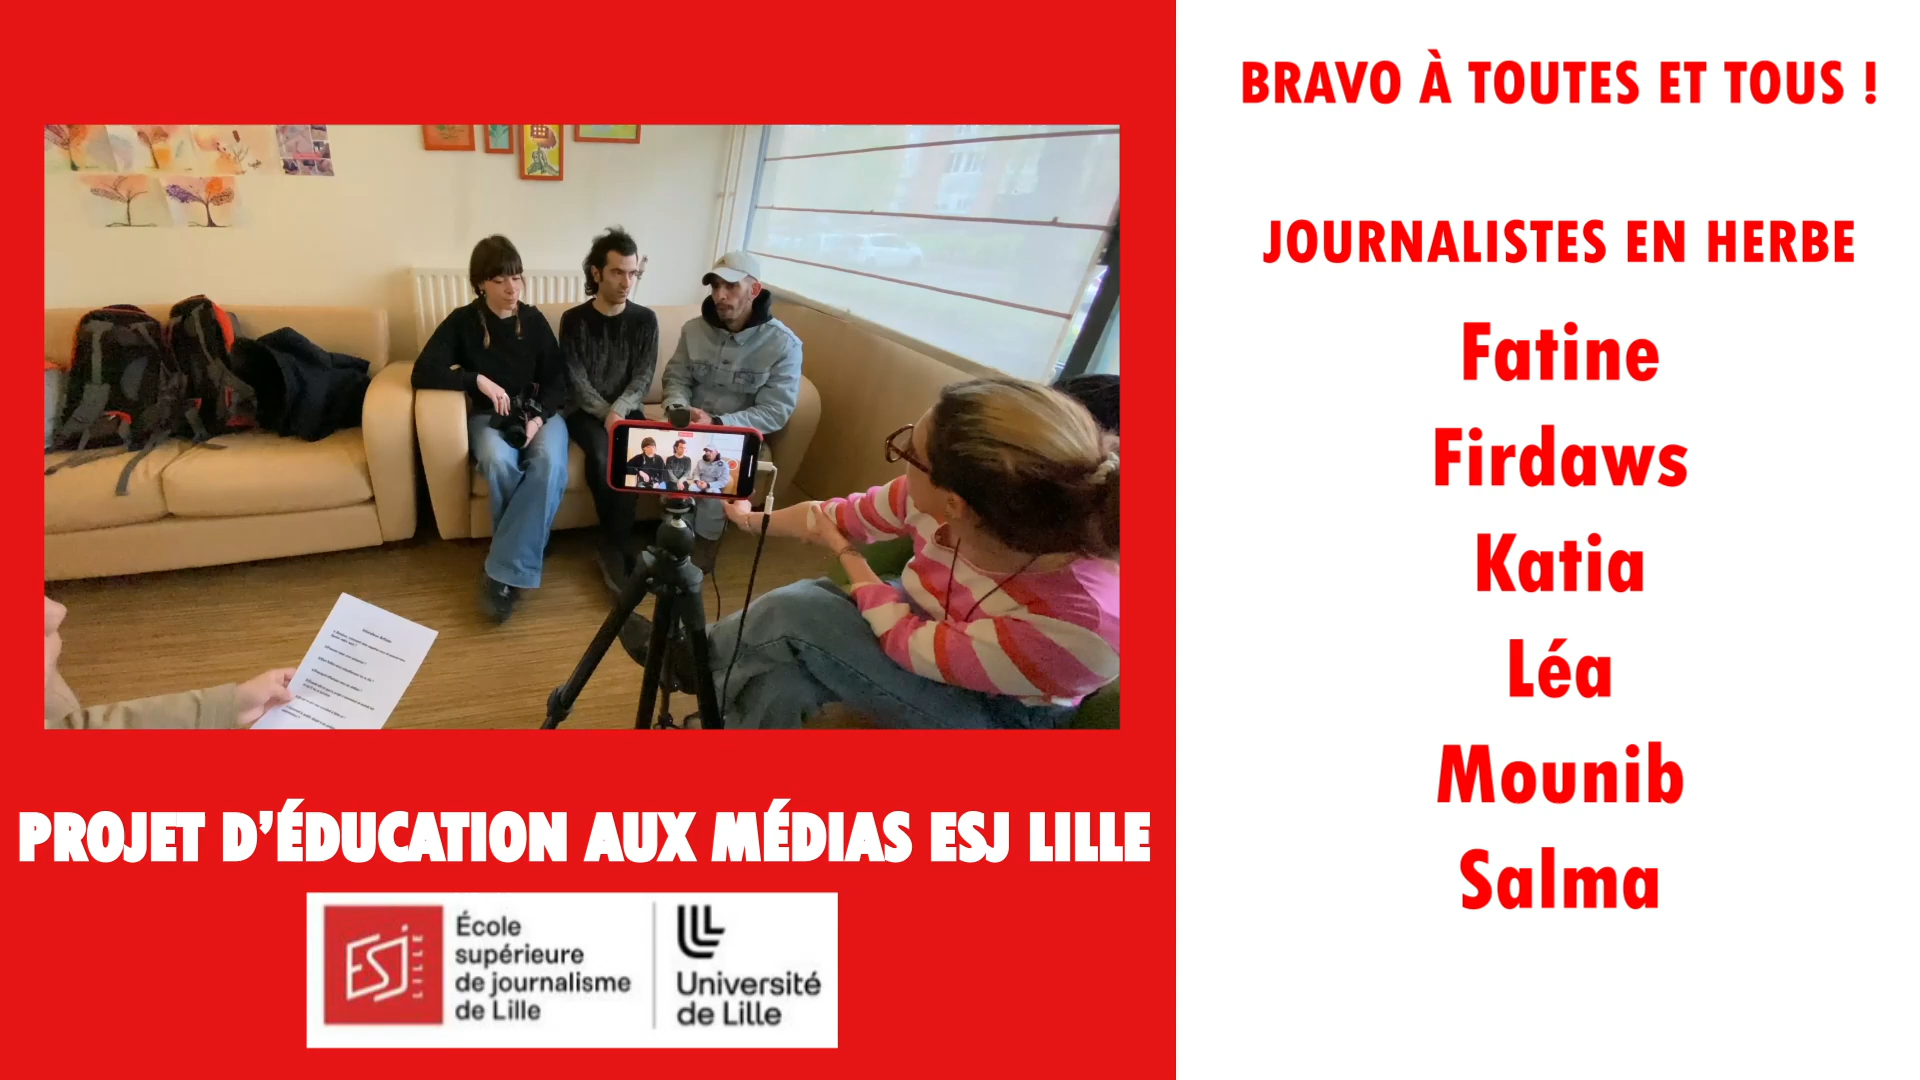 BRAVO À TOUTES ET TOUS !
JOURNALISTES EN HERBE
Fatine
Firdaws
Katia
Léa
Mounib
Salma
PROJET D'ÉDUCATION AUX MÉDIAS ESJ LILLE
ESJ LILLE
École
supérieure
de journalisme
de Lille
Université
de Lille